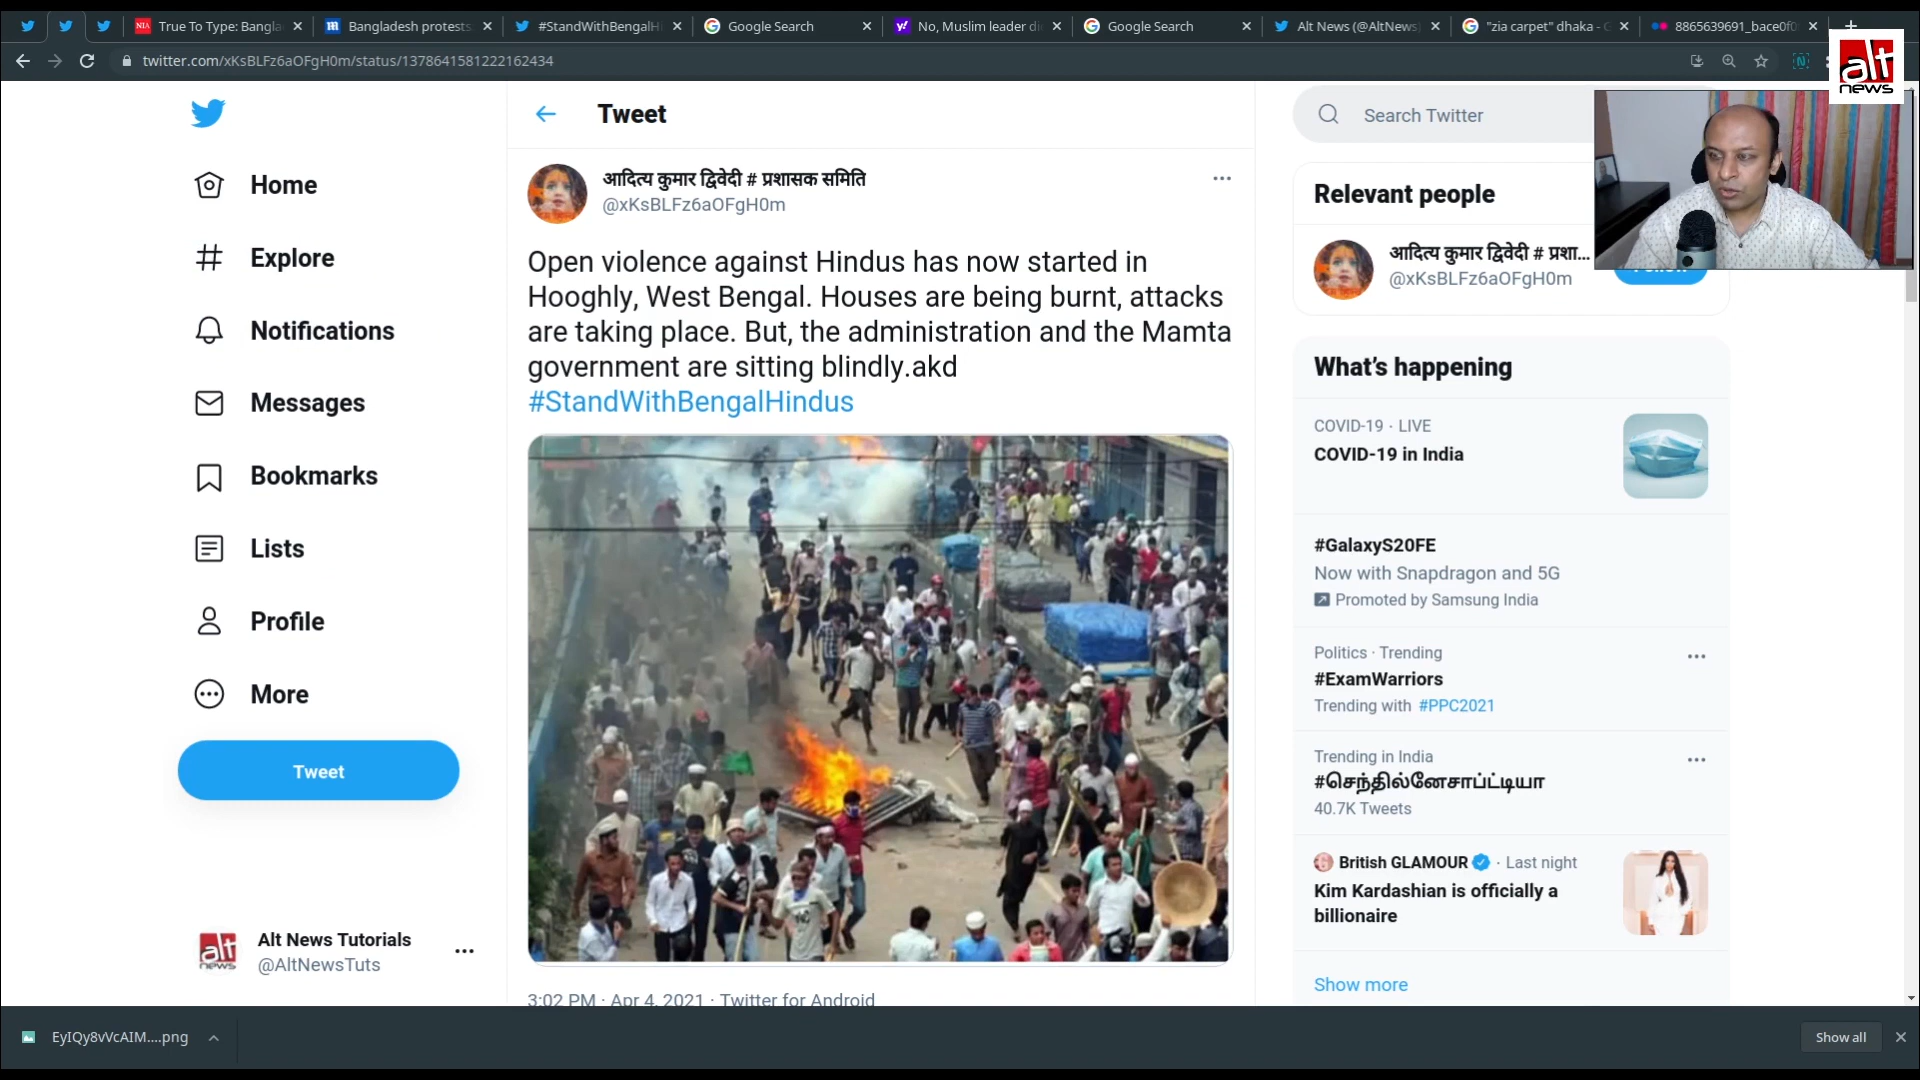 True To Type: Bangla
Bangladesh protests
#StandWithBengalHi
Google Search
No, Muslim leader di
Google Search
Alt News (@AltNews)
"zia carpet" dhaka - G
8865639691_bace0f0
twitter.com/xKsBLFz6aOFgH0m/status/1378641581222162434
alt
news
Tweet
Search Twitter
Home
Explore
Notifications
Messages
Bookmarks
Lists
Profile
More
Tweet
Alt News Tutorials
@AltNewsTuts
आदित्य कुमार द्विवेदी # प्रशासक समिति
@xKsBLFz6aOFgH0m
Open violence against Hindus has now started in
Hooghly, West Bengal. Houses are being burnt, attacks
are taking place. But, the administration and the Mamta
government are sitting blindly.akd
#StandWithBengalHindus
3:02 PM · Apr 4, 2021 · Twitter for Android
Relevant people
आदित्य कुमार द्विवेदी # प्रशा...
@xKsBLFz6aOFgH0m
What's happening
COVID-19 · LIVE
COVID-19 in India
#GalaxyS20FE
Now with Snapdragon and 5G
Promoted by Samsung India
Politics · Trending
#ExamWarriors
Trending with #PPC2021
Trending in India
#செந்தில்னேசாப்ட்டியா
40.7K Tweets
British GLAMOUR · Last night
Kim Kardashian is officially a
billionaire
Show more
EyIQy8vVcAIM....png
Show all